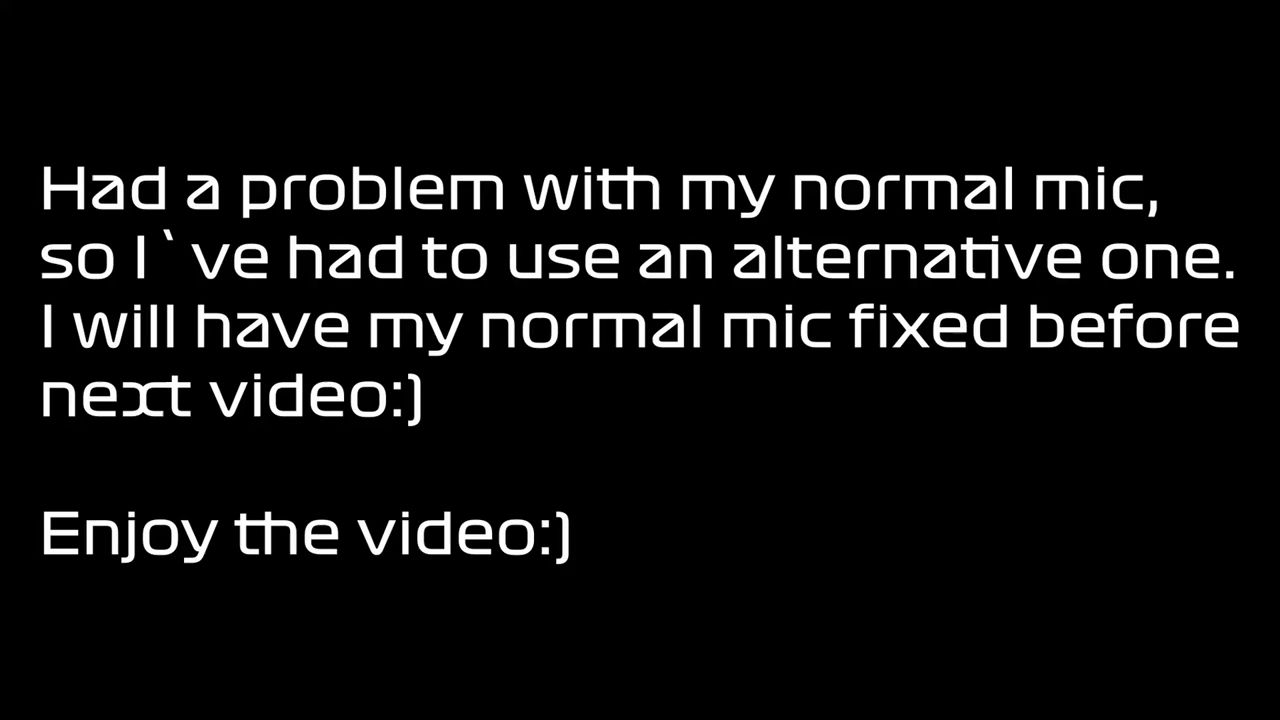 Had a problem with my normal mic,
so I`ve had to use an alternative one.
I will have my normal mic fixed before
next video:)
Enjoy the video:)